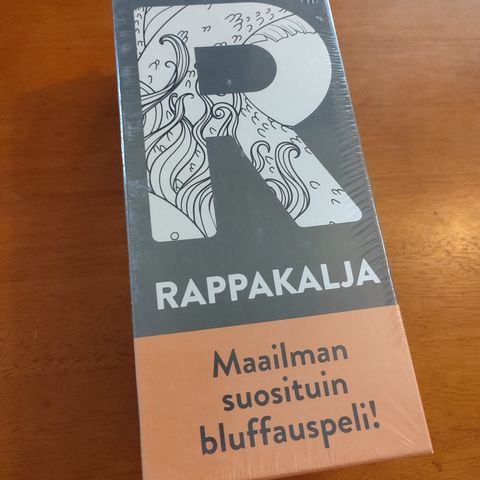 R
RAPPAKALJA
Maailman
suosituin
bluffauspeli!